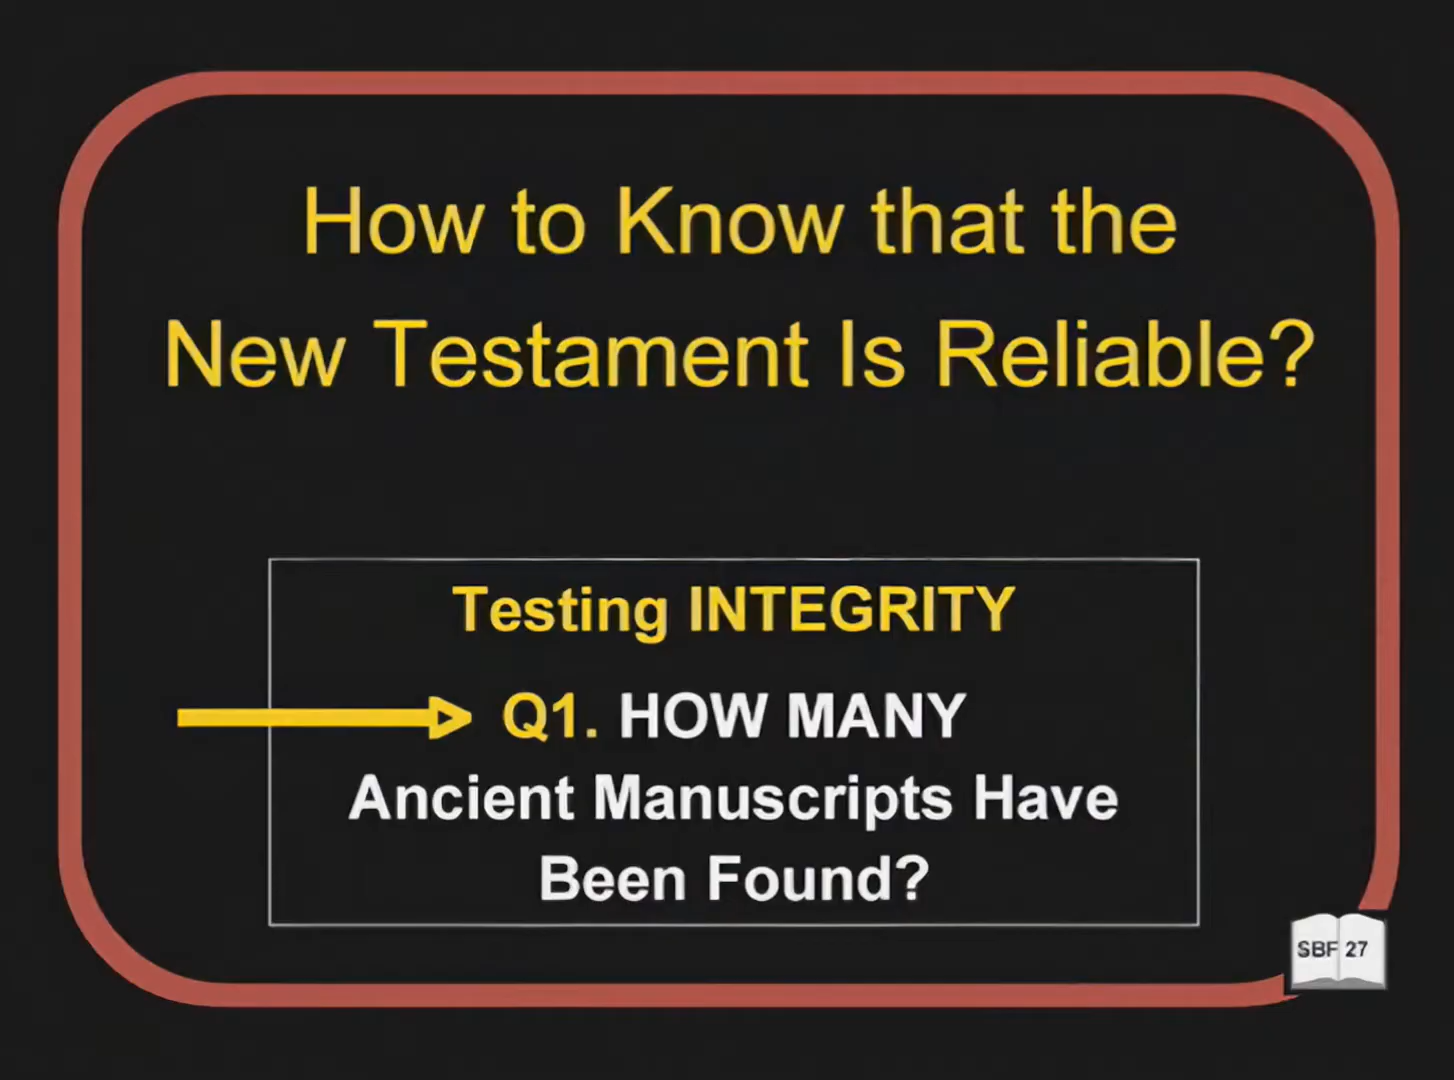 How to Know that the
New Testament Is Reliable?
Testing INTEGRITY
Q1. HOW MANY
Ancient Manuscripts Have
Been Found?
SBF 27